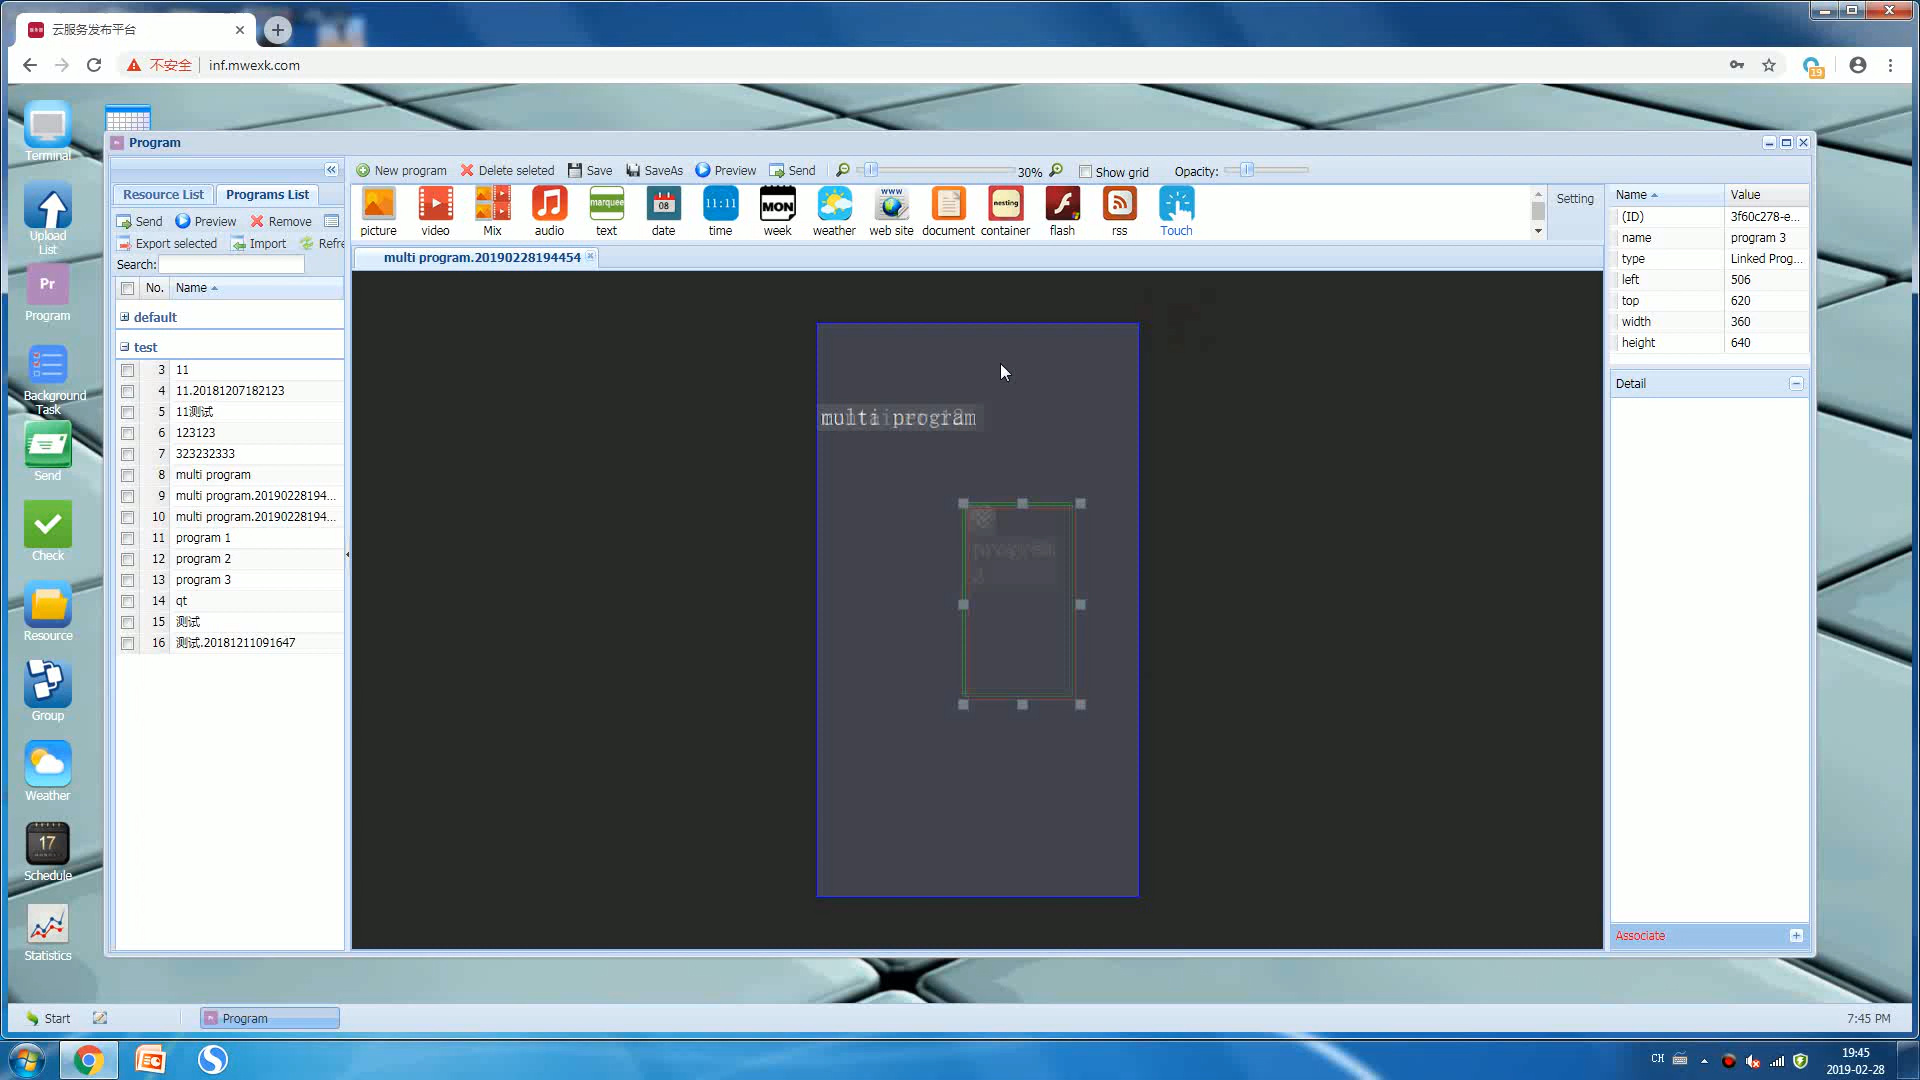 云服务发布平台
不安全 inf.mwexk.com
19
Terminal
Upload
List
Pr
Program
Background
Task
Send
Check
Resource
Group
Weather
17
Schedule
Statistics
Program
Resource List Programs List
Send Preview Remove
Export selected Import Refre
Search:
No. Name
default
test
3 11
4 11.20181207182123
5 11测试
6 123123
7 323232333
8 multi program
9 multi program.20190228194...
10 multi program.20190228194...
11 program 1
12 program 2
13 program 3
14 qt
15 测试
16 测试.20181211091647
New program Delete seleted Save SaveAs Preview Send 30% Show grid Opacity:
marquee 08 11:11 MON WWW nesting
picture video Mix audio text date time week weather web site document container flash rss Touch
Setting
multi program.20190228194454
multi program
Name Value
(ID) 3f60c278-e...
name program 3
type Linked Prog...
left 506
top 620
width 360
height 640
Detail
Associate
Start Program 7:45 PM
CH 19:45
2019-02-28